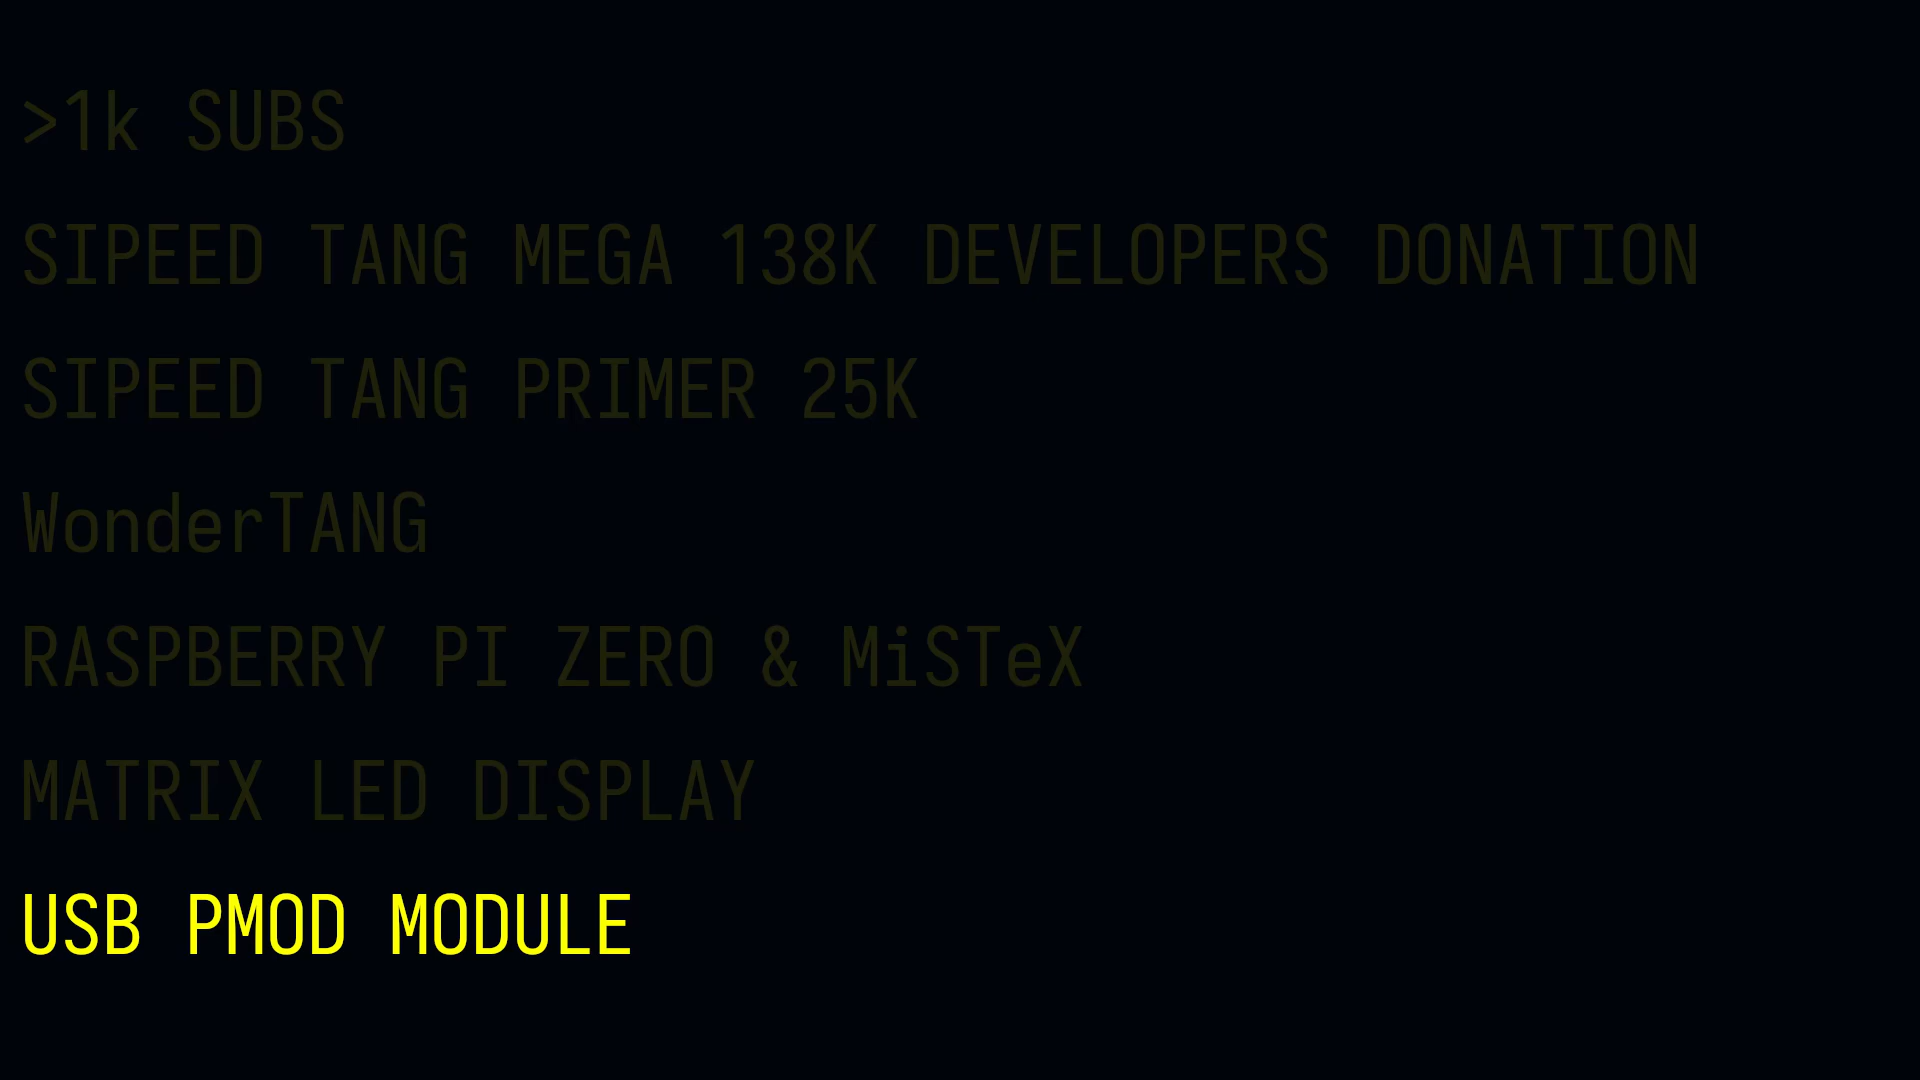 >1k SUBS
SIPEED TANG MEGA 138K DEVELOPERS DONATION
SIPEED TANG PRIMER 25K
WonderTANG
RASPBERRY PI ZERO & MiSTeX
MATRIX LED DISPLAY
USB PMOD MODULE